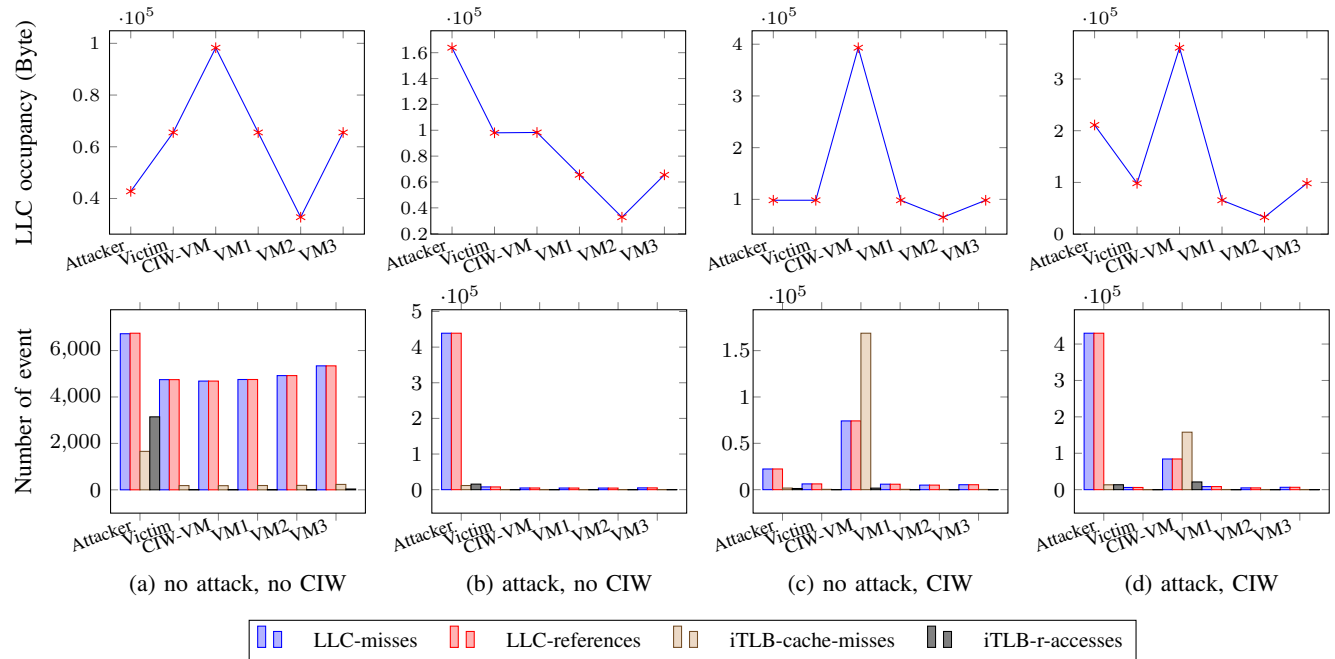 ·10^5
·10^5
·10^5
·10^5
LLC occupancy (Byte)
1
0.8
0.6
0.4
Attacker
Victim
CIW-VM
VM1
VM2
VM3
1.6
1.4
1.2
1
0.8
0.6
0.4
0.2
Attacker
Victim
CIW-VM
VM1
VM2
VM3
4
3
2
1
Attacker
Victim
CIW-VM
VM1
VM2
VM3
3
2
1
0
Attacker
Victim
CIW-VM
VM1
VM2
VM3
·10^5
·10^5
·10^5
Number of event
6,000
4,000
2,000
0
Attacker
Victim
CIW-VM
VM1
VM2
VM3
5
4
3
2
1
0
Attacker
Victim
CIW-VM
VM1
VM2
VM3
1.5
1
0.5
0
Attacker
Victim
CIW-VM
VM1
VM2
VM3
4
3
2
1
0
Attacker
Victim
CIW-VM
VM1
VM2
VM3
(a) no attack, no CIW
(b) attack, no CIW
(c) no attack, CIW
(d) attack, CIW
LLC-misses
LLC-references
iTLB-cache-misses
iTLB-r-accesses